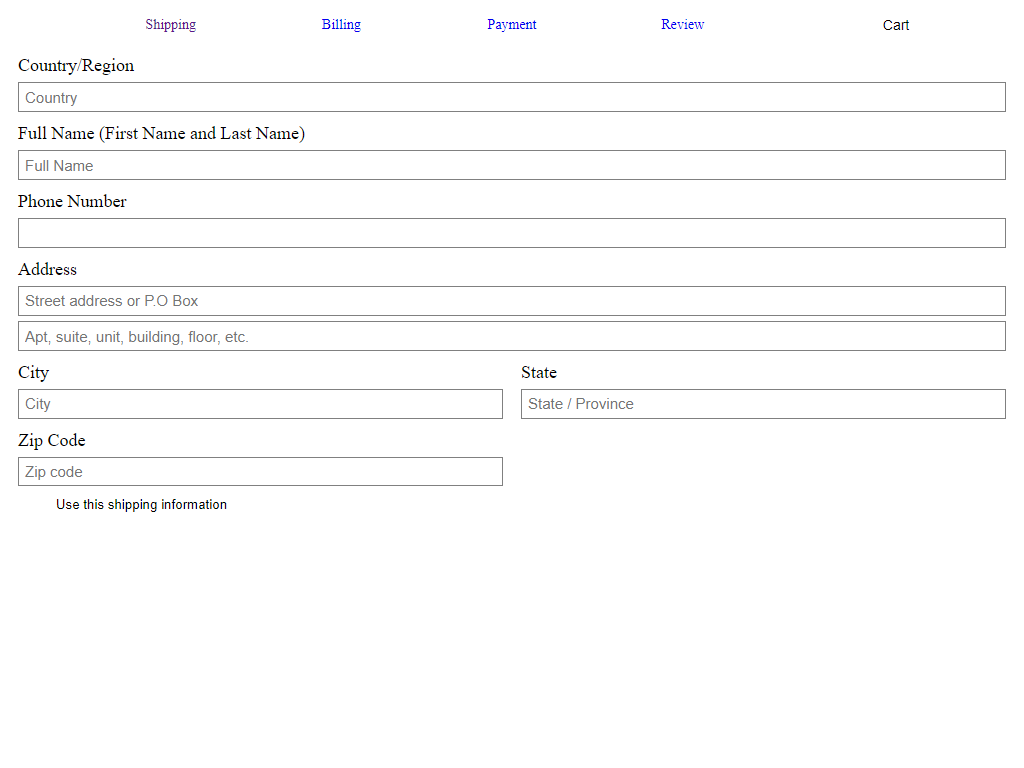 Shipping Billing Payment Review Cart
Country/Region
Country
Full Name (First Name and Last Name)
Full Name
Phone Number
Address
Street address or P.O Box
Apt, suite, unit, building, floor, etc.
City State
City State / Province
Zip Code
Zip code
Use this shipping information